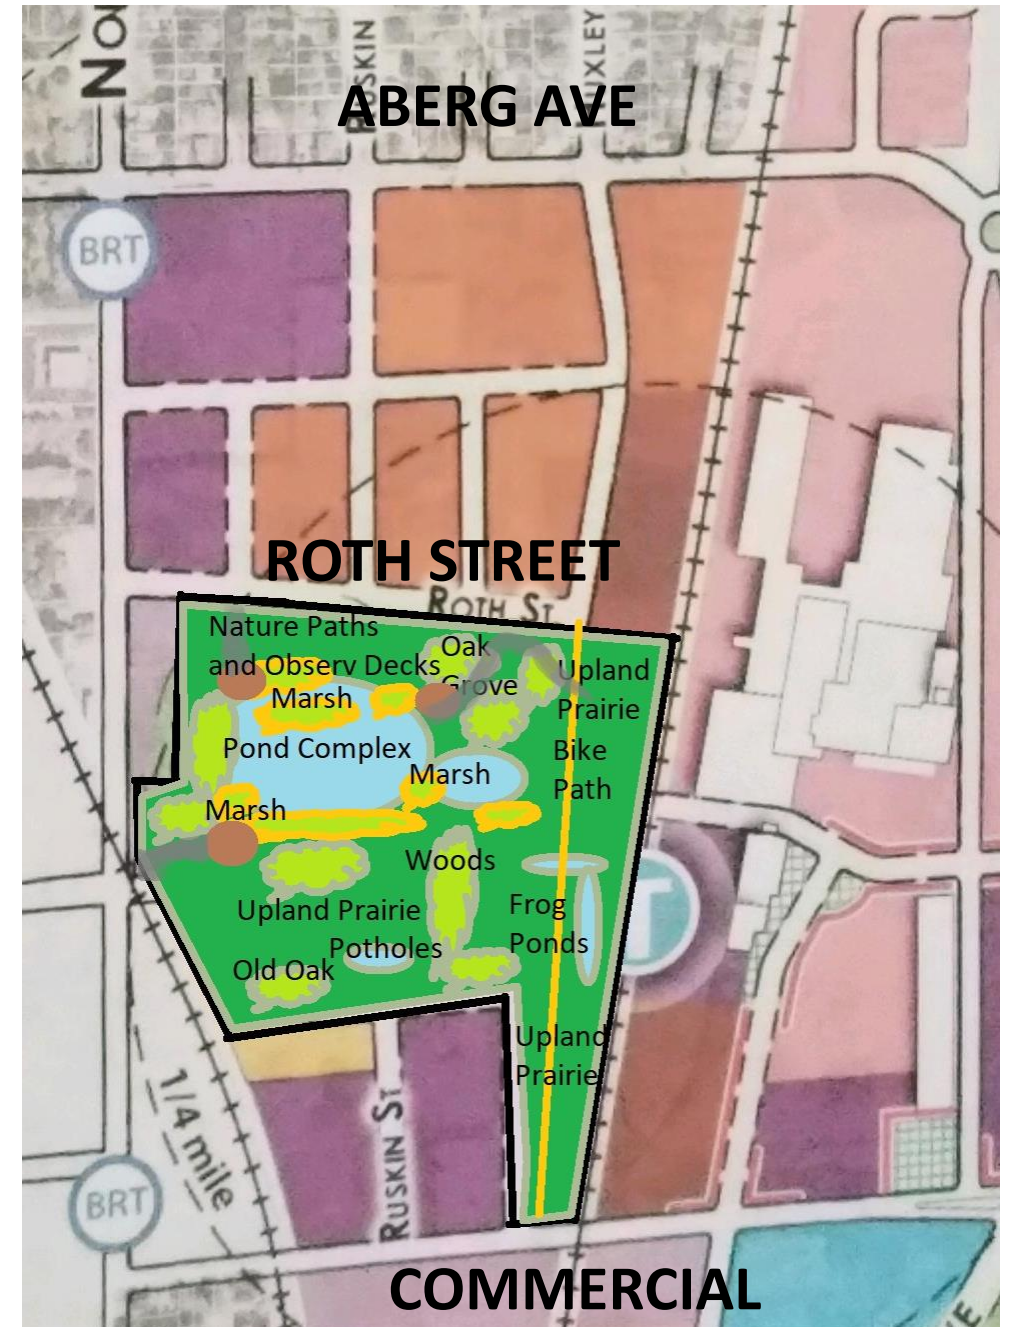 NO
RUSKIN
HUXLEY
ABERG AVE
BRT
ROTH STREET
ROTH ST
Nature Paths
and Observ Decks
Oak
Grove
Upland
Prairie
Marsh
Pond Complex
Bike
Path
Marsh
Marsh
Woods
Upland Prairie
Frog
Ponds
Potholes
Old Oak
T
Upland
Prairie
1/4 mile
RUSKIN ST
BRT
COMMERCIAL